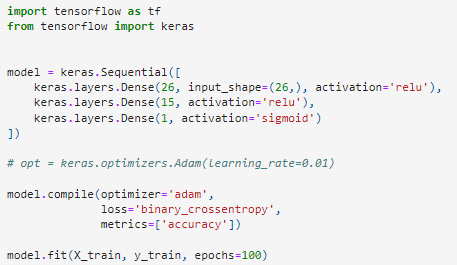 import tensorflow as tf
from tensorflow import keras
model = keras.Sequential([
    keras.layers.Dense(26, input_shape=(26,), activation='relu'),
    keras.layers.Dense(15, activation='relu'),
    keras.layers.Dense(1, activation='sigmoid')
])
# opt = keras.optimizers.Adam(learning_rate=0.01)
model.compile(optimizer='adam',
              loss='binary_crossentropy',
              metrics=['accuracy'])
model.fit(X_train, y_train, epochs=100)